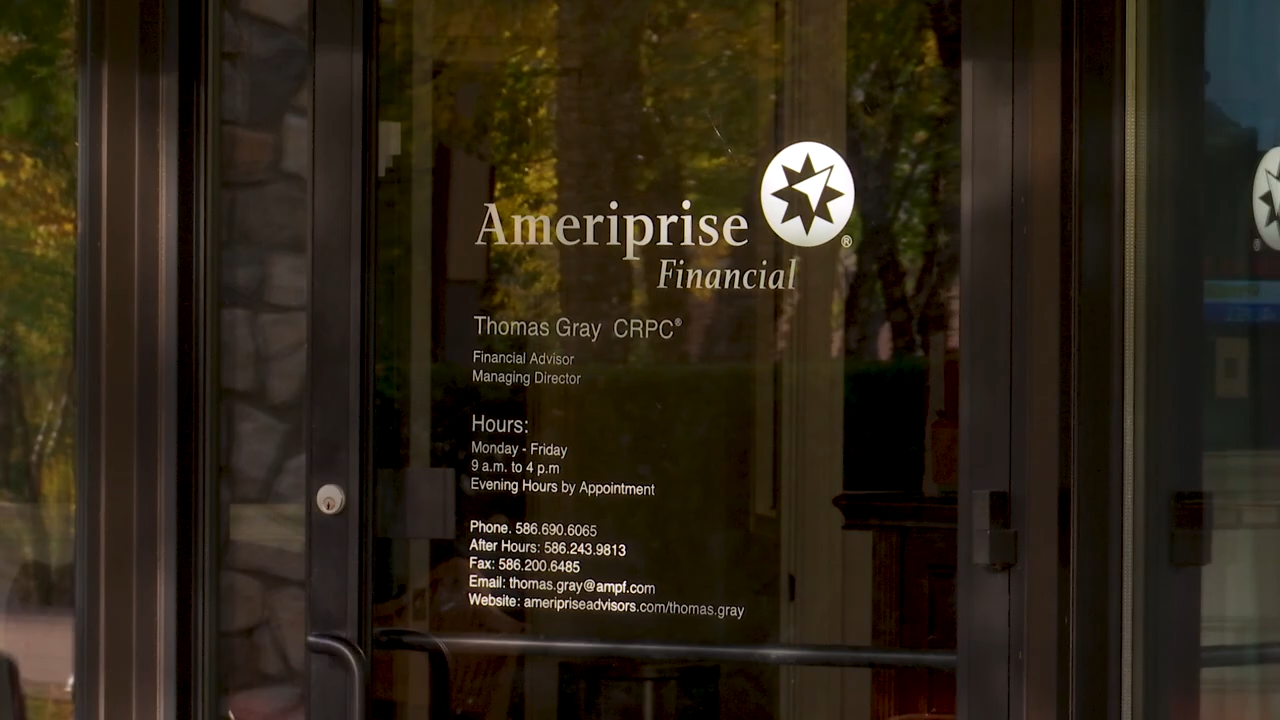 Ameriprise
Financial
Thomas Gray CRPC®
Financial Advisor
Managing Director
Hours:
Monday - Friday
9 a.m. to 4 p.m
Evening Hours by Appointment
Phone. 586.690.6065
After Hours: 586.243.9813
Fax: 586.200.6485
Email: thomas.gray@ampf.com
Website: ameripriseadvisors.com/thomas.gray